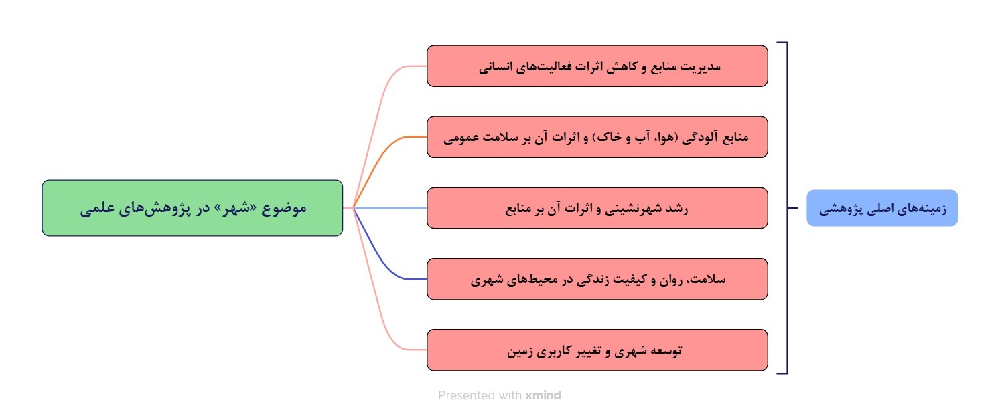 موضوع «شهر» در پژوهش‌های علمی
مدیریت منابع و کاهش اثرات فعالیت‌های انسانی
منابع آلودگی (هوا، آب و خاک) و اثرات آن بر سلامت عمومی
رشد شهرنشینی و اثرات آن بر منابع
سلامت، روان و کیفیت زندگی در محیط‌های شهری
توسعه شهری و تغییر کاربری زمین
زمینه‌های اصلی پژوهشی
Presented with xmind